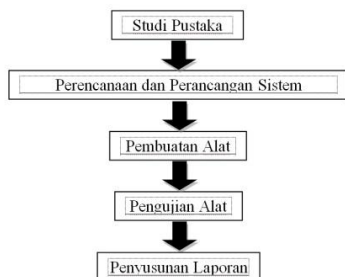 Studi Pustaka
Perencanaan dan Perancangan Sistem
Pembuatan Alat
Pengujian Alat
Penyusunan Laporan